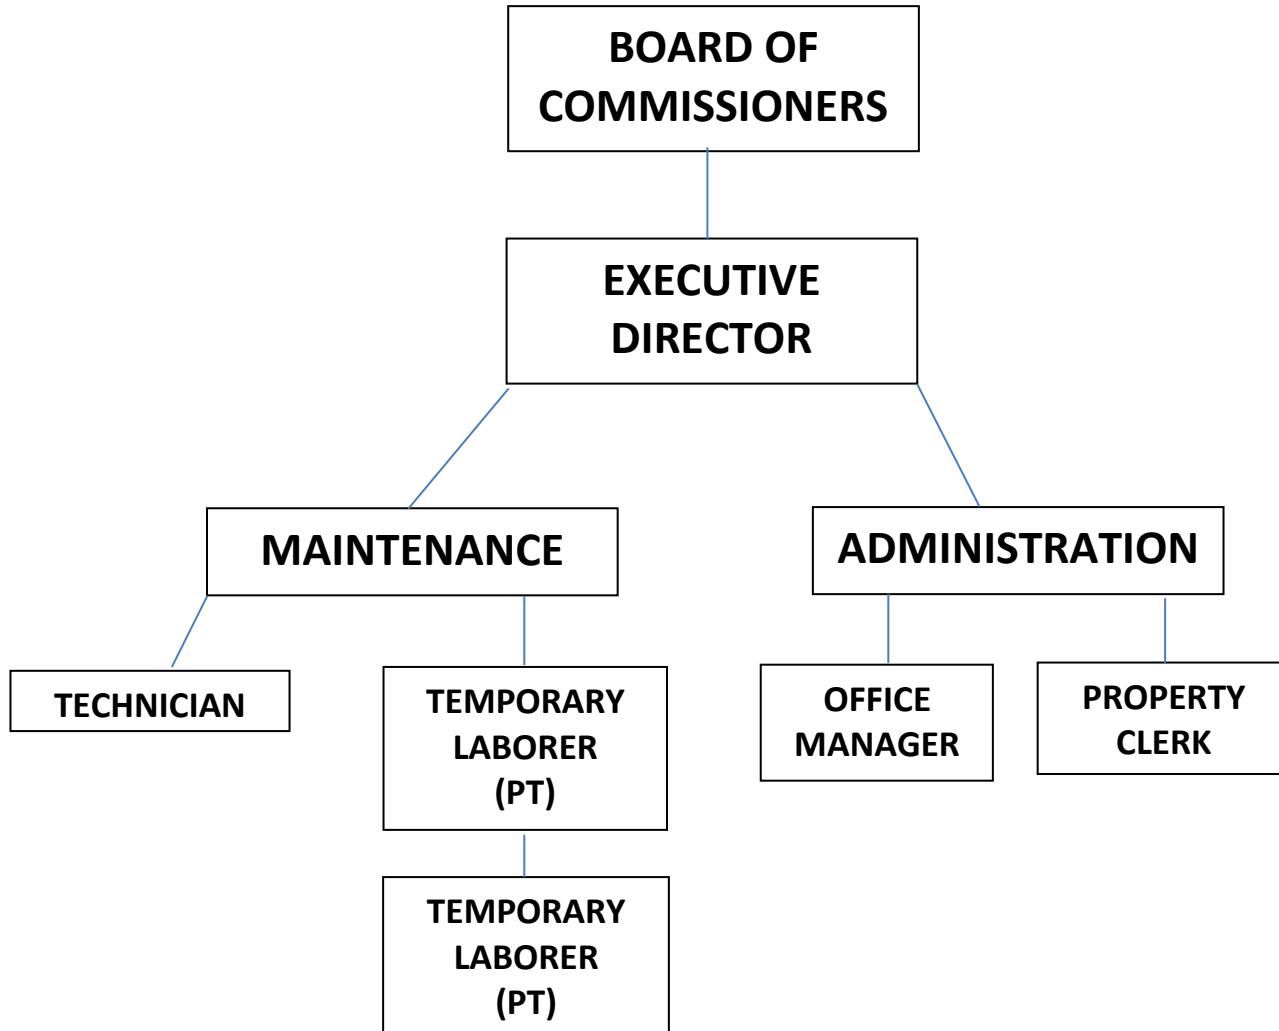 BOARD OF
COMMISSIONERS
EXECUTIVE
DIRECTOR
MAINTENANCE
ADMINISTRATION
TECHNICIAN
TEMPORARY
LABORER
(PT)
OFFICE
MANAGER
PROPERTY
CLERK
TEMPORARY
LABORER
(PT)